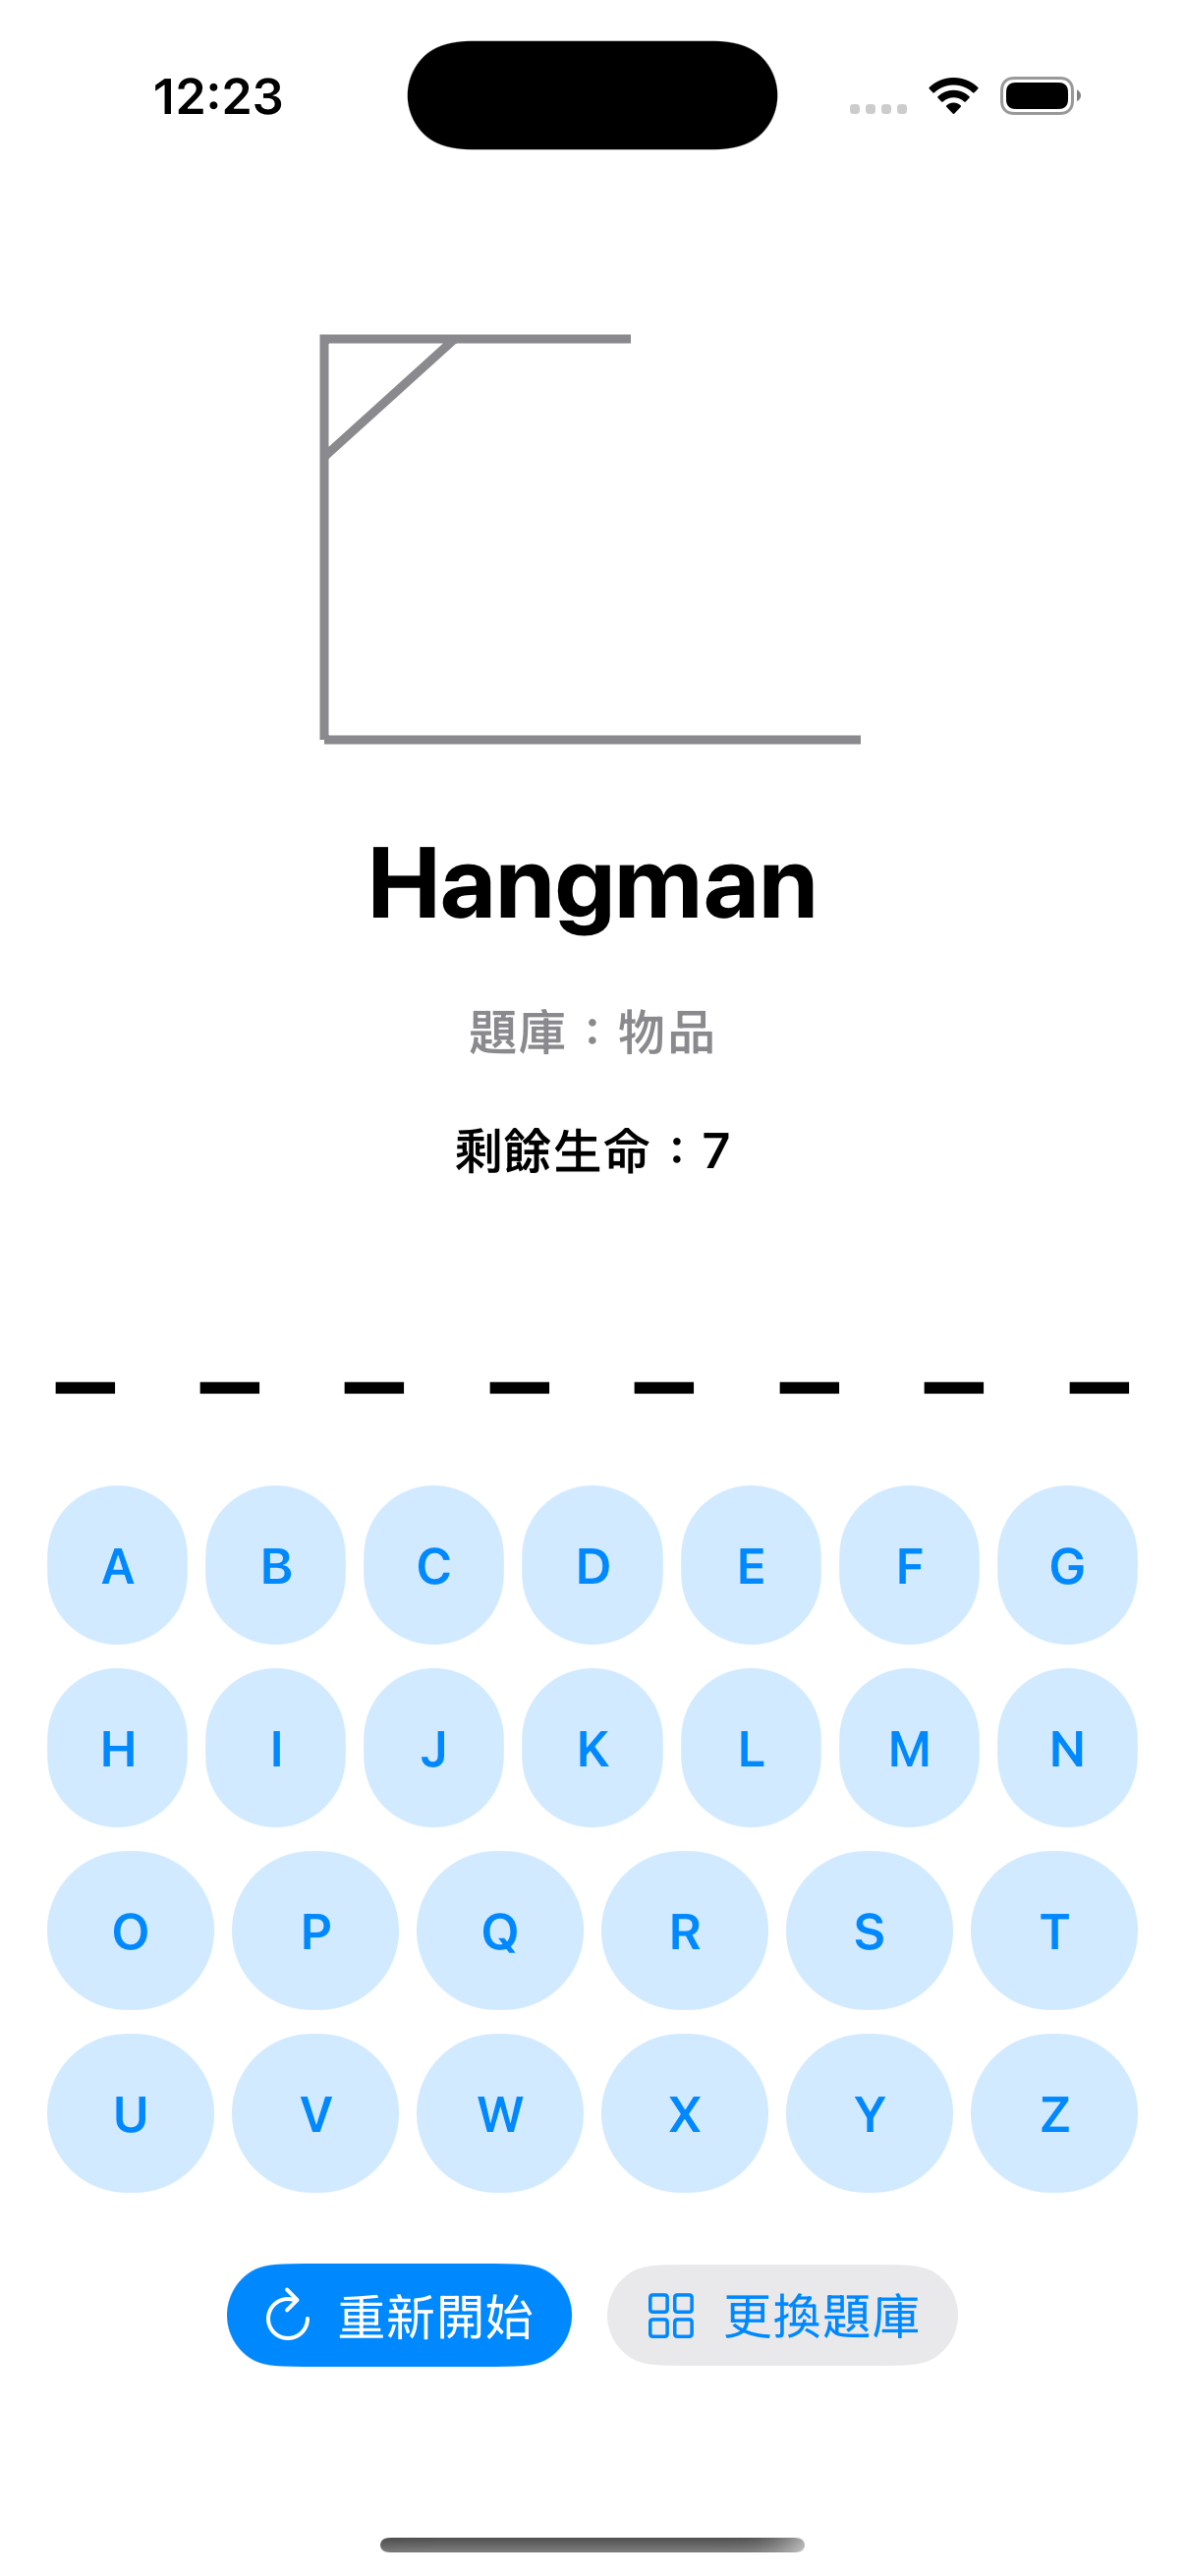 12:23
Hangman
題庫：物品
剩餘生命：7
_ _ _ _ _ _ _ _
A B C D E F G
H I J K L M N
O P Q R S T
U V W X Y Z
重新開始 更換題庫